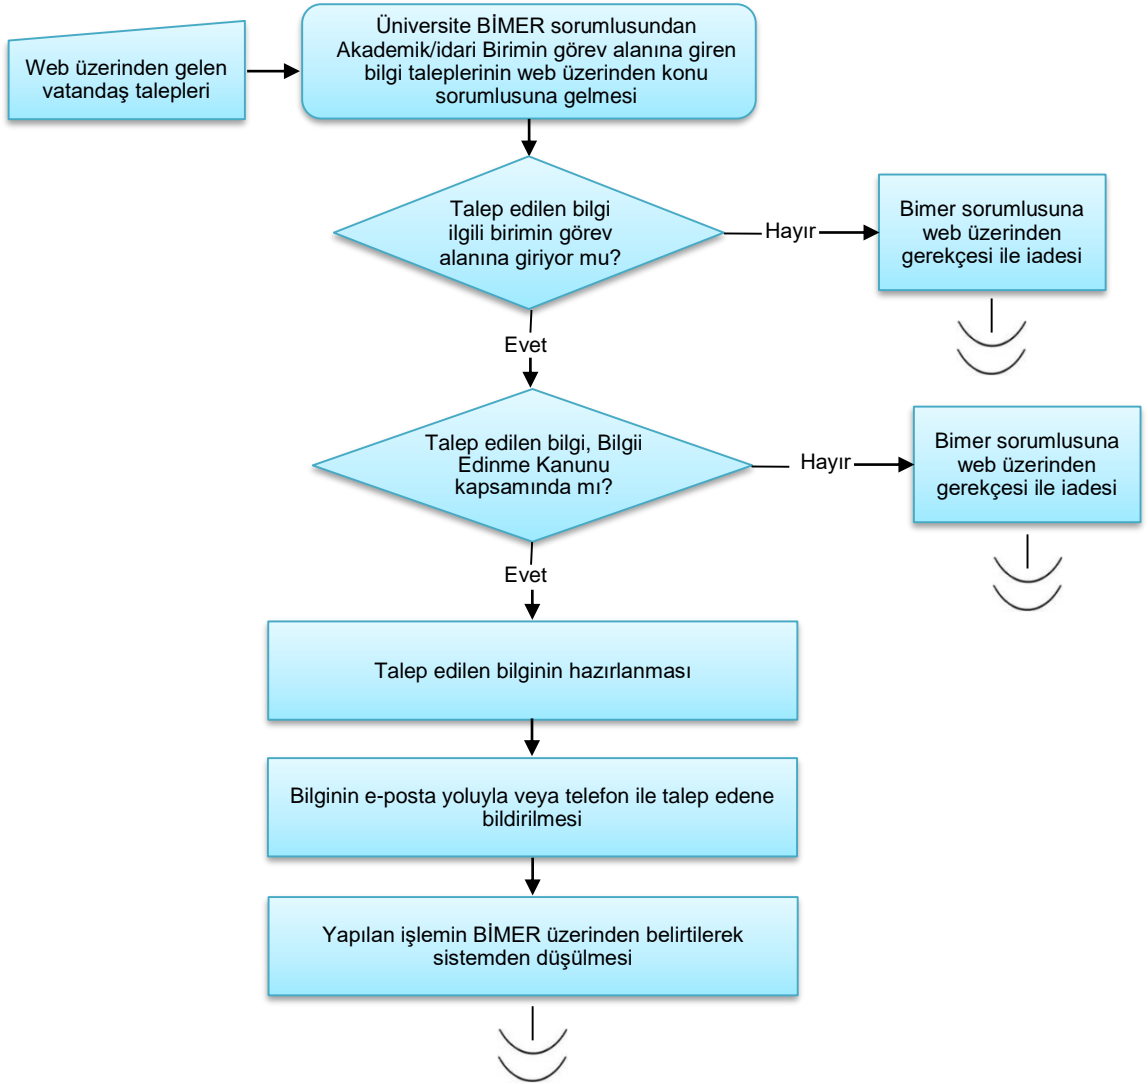 Web üzerinden gelen
vatandaş talepleri
Üniversite BİMER sorumlusundan
Akademik/idari Birimin görev alanına giren
bilgi taleplerinin web üzerinden konu
sorumlusuna gelmesi
Talep edilen bilgi
ilgili birimin görev
alanına giriyor mu?
Hayır
Bimer sorumlusuna
web üzerinden
gerekçesi ile iadesi
Evet
Talep edilen bilgi, Bilgii
Edinme Kanunu
kapsamında mı?
Hayır
Bimer sorumlusuna
web üzerinden
gerekçesi ile iadesi
Evet
Talep edilen bilginin hazırlanması
Bilginin e-posta yoluyla veya telefon ile talep edene
bildirilmesi
Yapılan işlemin BİMER üzerinden belirtilerek
sistemden düşülmesi